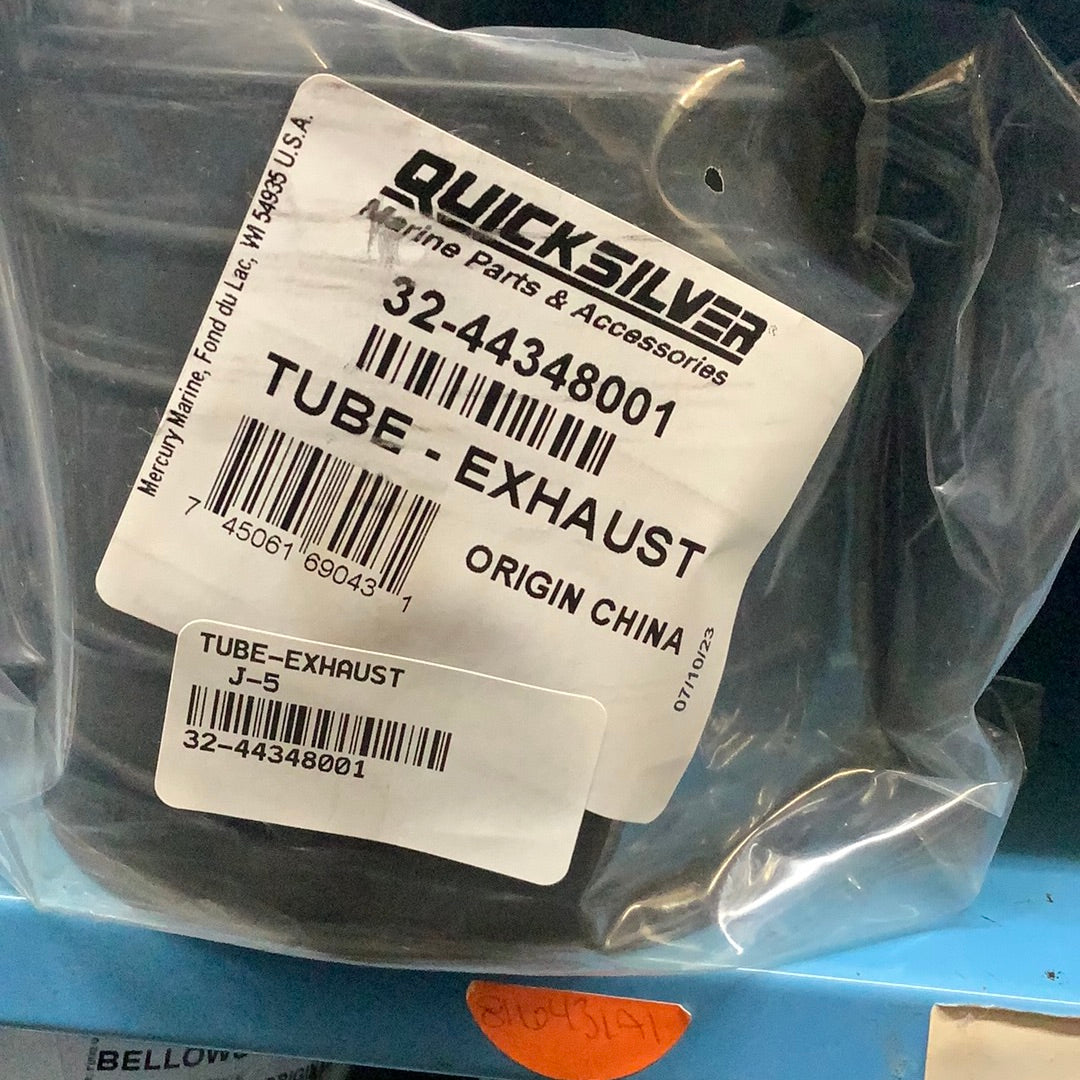 Mercury Marine, Fond du Lac, WI 54935 U.S.A.
QUICKSILVER®
Marine Parts & Accessories
32-44348001
TUBE - EXHAUST
7 45061 69043 1
ORIGIN CHINA
07/10/23
TUBE-EXHAUST
J-5
32-44348001
BELLOWS